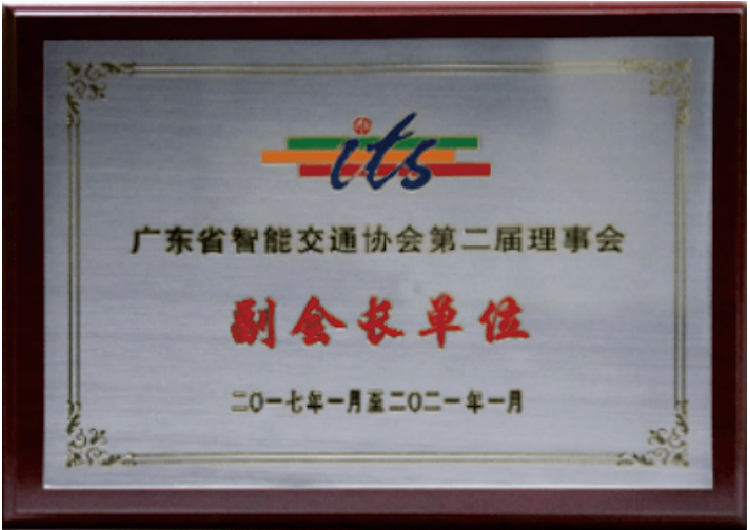 its
广东省智能交通协会第二届理事会
副会长单位
二〇一七年一月至二〇二一年一月